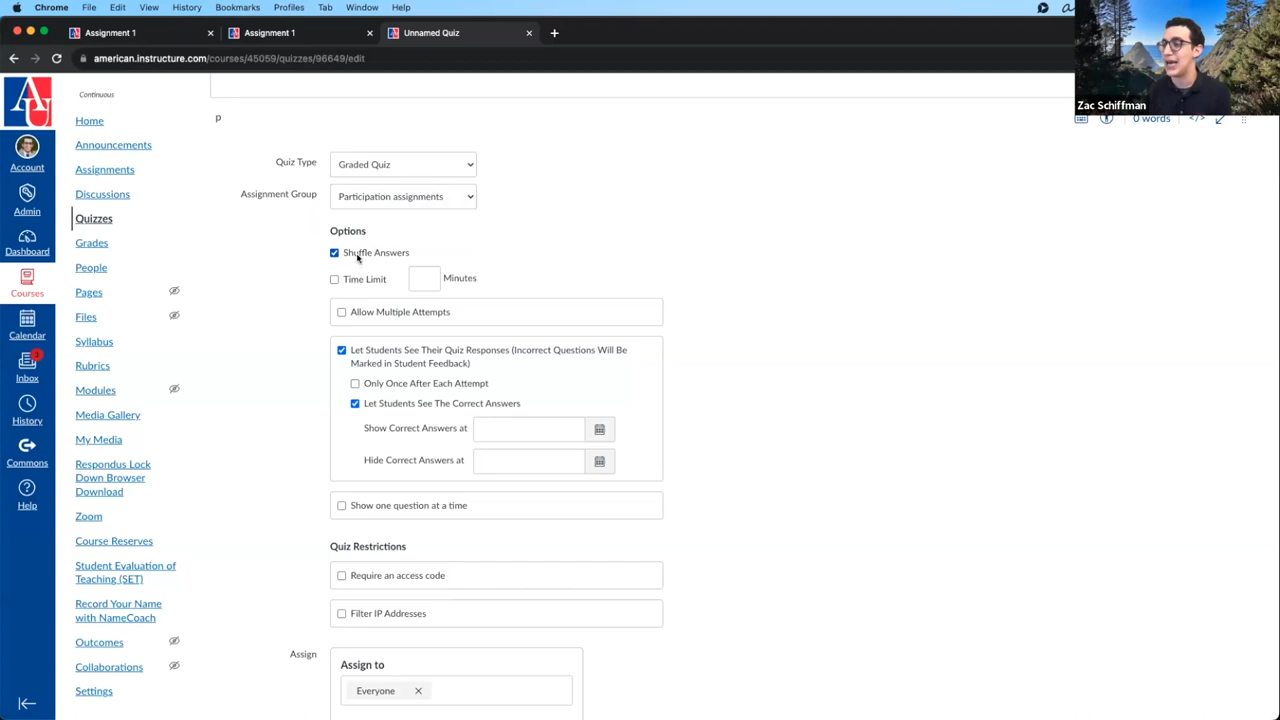 Chrome File Edit View History Bookmarks Profiles Tab Window Help
Assignment 1
Assignment 1
Unnamed Quiz
american.instructure.com/courses/45059/quizzes/96649/edit
Zac Schiffman
AU
Account
Admin
Dashboard
Courses
Calendar
3
Inbox
History
Commons
Help
Continuous
Home
Announcements
Assignments
Discussions
Quizzes
Grades
People
Pages
Files
Syllabus
Rubrics
Modules
Media Gallery
My Media
Respondus Lock
Down Browser
Download
Zoom
Course Reserves
Student Evaluation of
Teaching (SET)
Record Your Name
with NameCoach
Outcomes
Collaborations
Settings
p
0 words
</>
Quiz Type Graded Quiz
Assignment Group Participation assignments
Options
Shuffle Answers
Time Limit Minutes
Allow Multiple Attempts
Let Students See Their Quiz Responses (Incorrect Questions Will Be
Marked in Student Feedback)
Only Once After Each Attempt
Let Students See The Correct Answers
Show Correct Answers at
Hide Correct Answers at
Show one question at a time
Quiz Restrictions
Require an access code
Filter IP Addresses
Assign
Assign to
Everyone